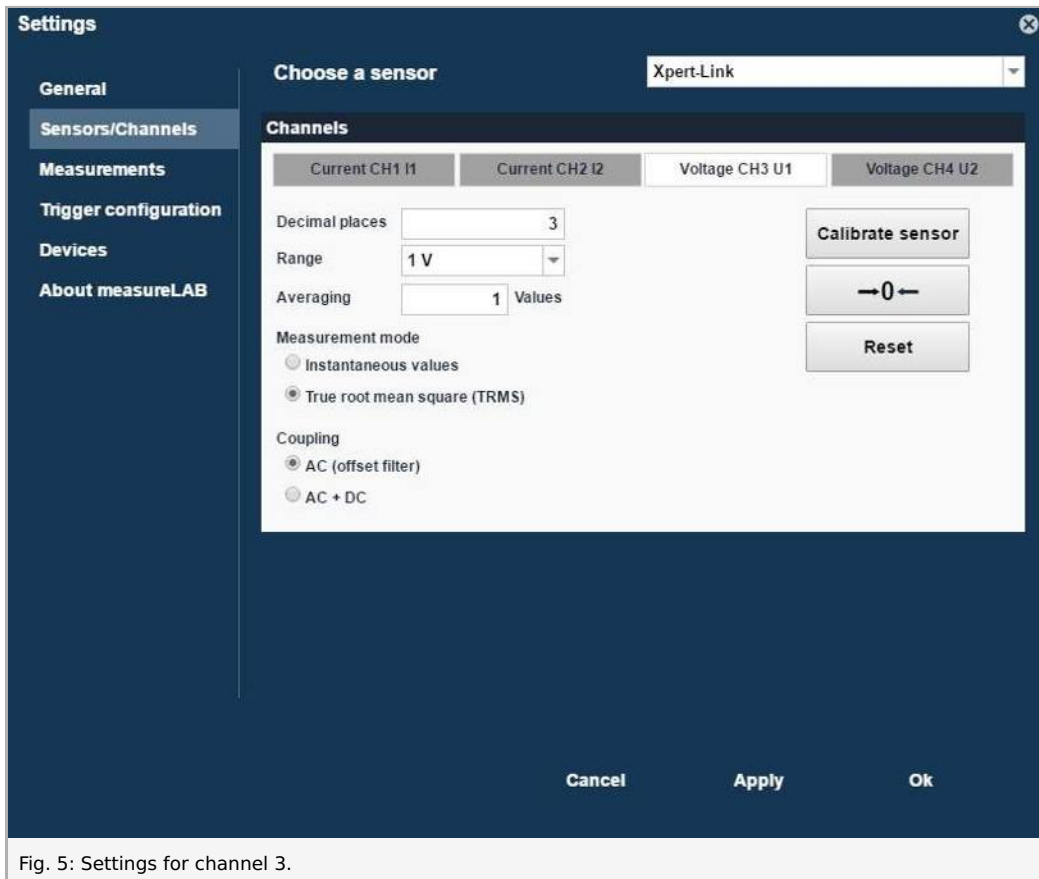 Settings
Choose a sensor
Xpert-Link
General
Sensors/Channels
Measurements
Trigger configuration
Devices
About measureLAB
Channels
Current CH1 I1
Current CH2 I2
Voltage CH3 U1
Voltage CH4 U2
Decimal places 3
Range 1 V
Averaging 1 Values
Measurement mode
Instantaneous values
True root mean square (TRMS)
Coupling
AC (offset filter)
AC + DC
Calibrate sensor
→0←
Reset
Cancel
Apply
Ok
Fig. 5: Settings for channel 3.